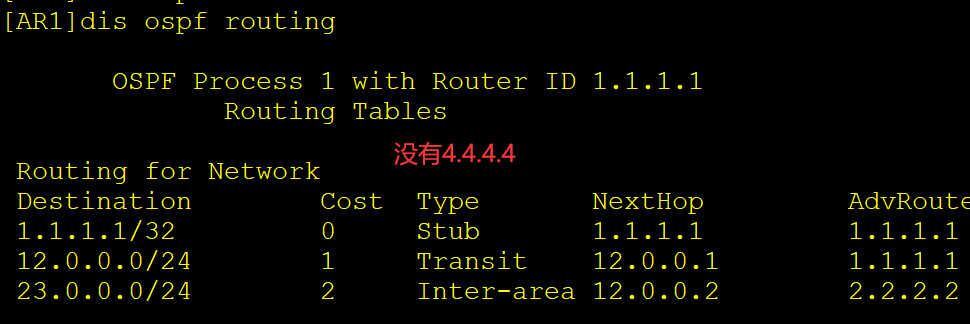 [AR1]dis ospf routing
OSPF Process 1 with Router ID 1.1.1.1
Routing Tables
没有4.4.4.4
Routing for Network
Destination Cost Type NextHop AdvRoute
1.1.1.1/32 0 Stub 1.1.1.1 1.1.1.1
12.0.0.0/24 1 Transit 12.0.0.1 1.1.1.1
23.0.0.0/24 2 Inter-area 12.0.0.2 2.2.2.2